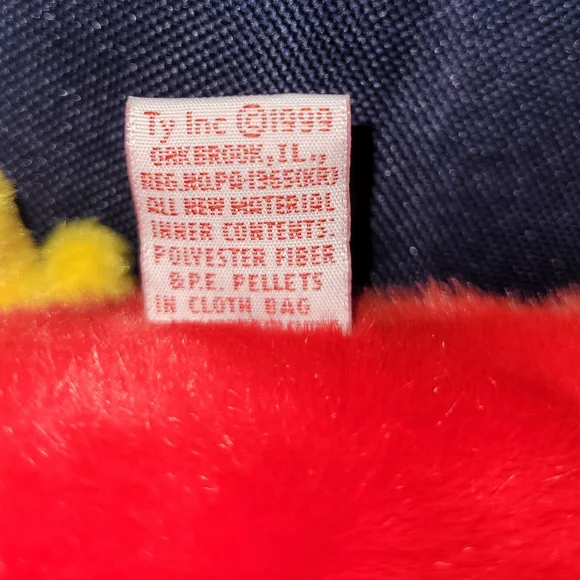 Ty Inc ©1999
OAKBROOK, IL.,
REG.NO.PA 1965(KR)
ALL NEW MATERIAL
INNER CONTENTS:
POLYESTER FIBER
& P.E. PELLETS
IN CLOTH BAG